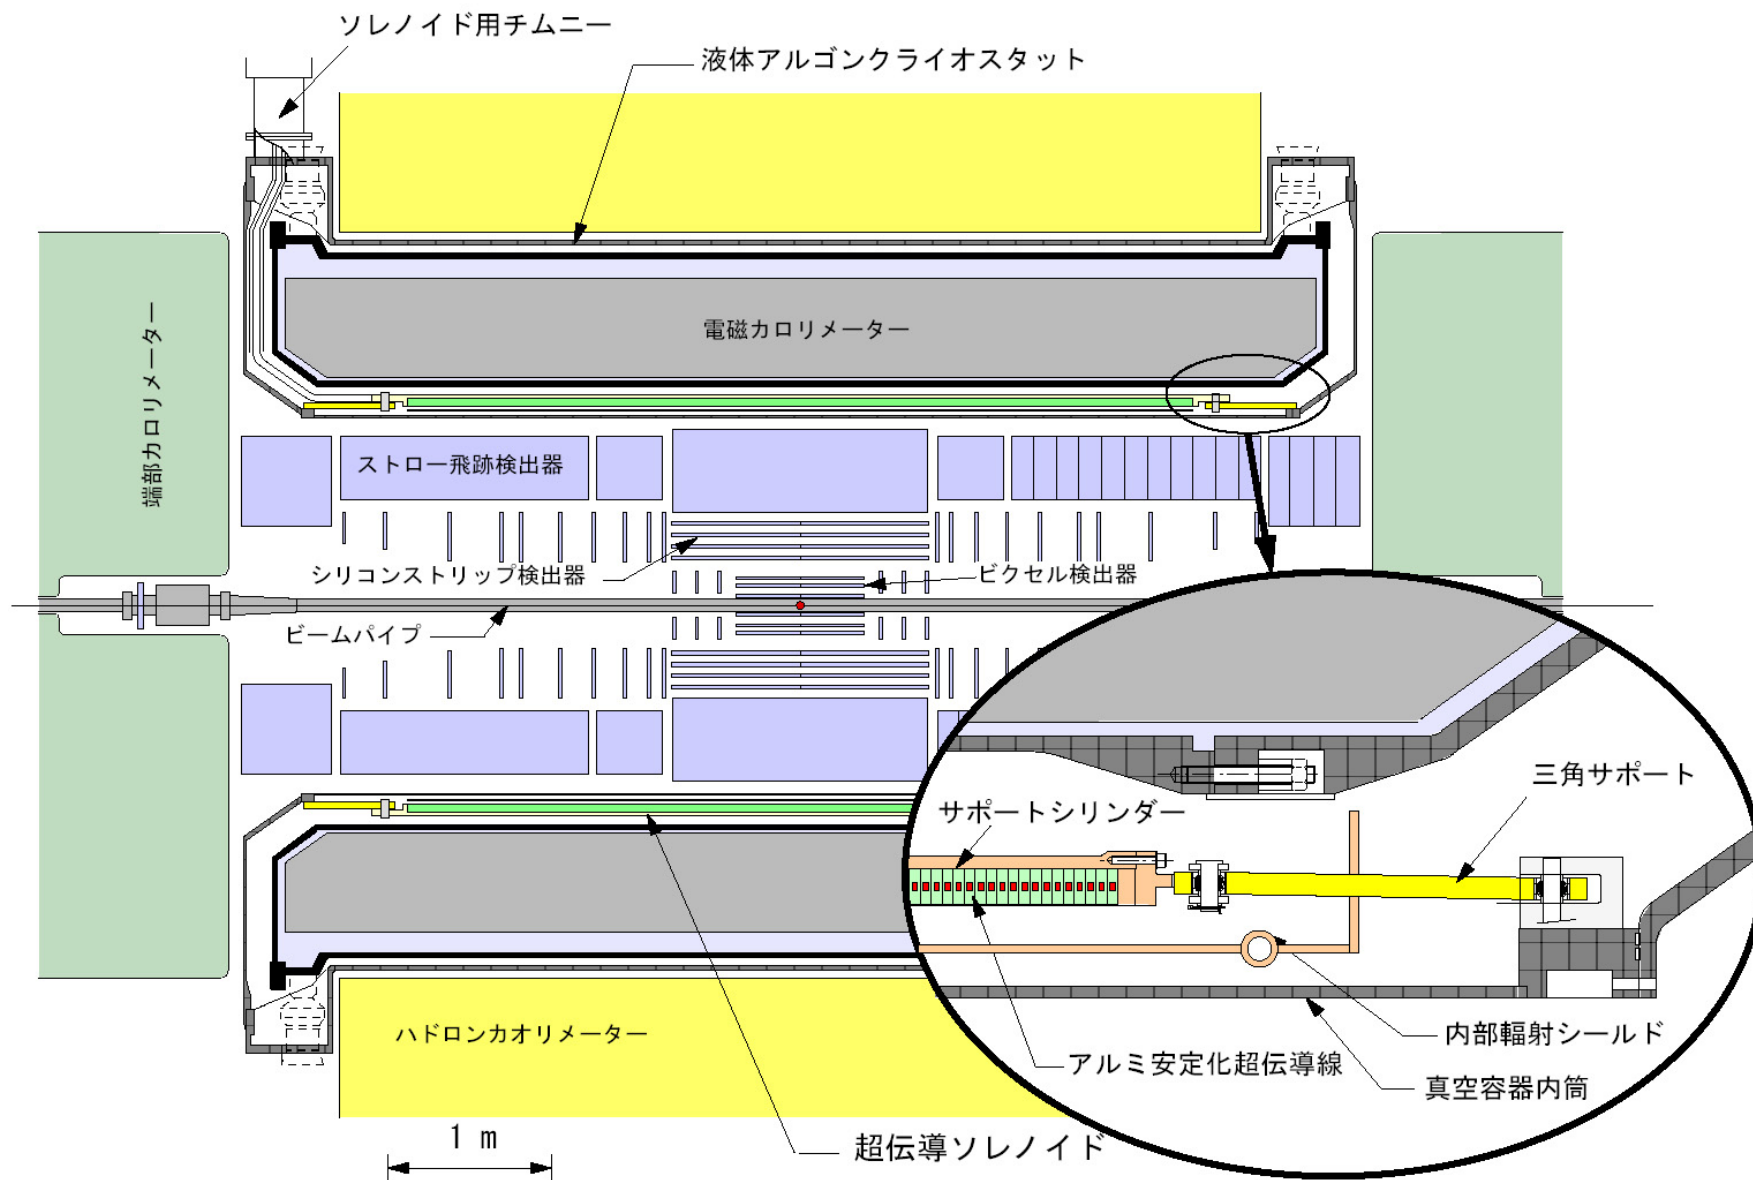 ソレノイド用チムニー
液体アルゴンクライオスタット
電磁カロリメーター
端部カロリメーター
ストロー飛跡検出器
シリコンストリップ検出器
ビクセル検出器
ビームパイプ
三角サポート
サポートシリンダー
ハドロンカオリメーター
内部輻射シールド
アルミ安定化超伝導線
真空容器内筒
超伝導ソレノイド
1 m